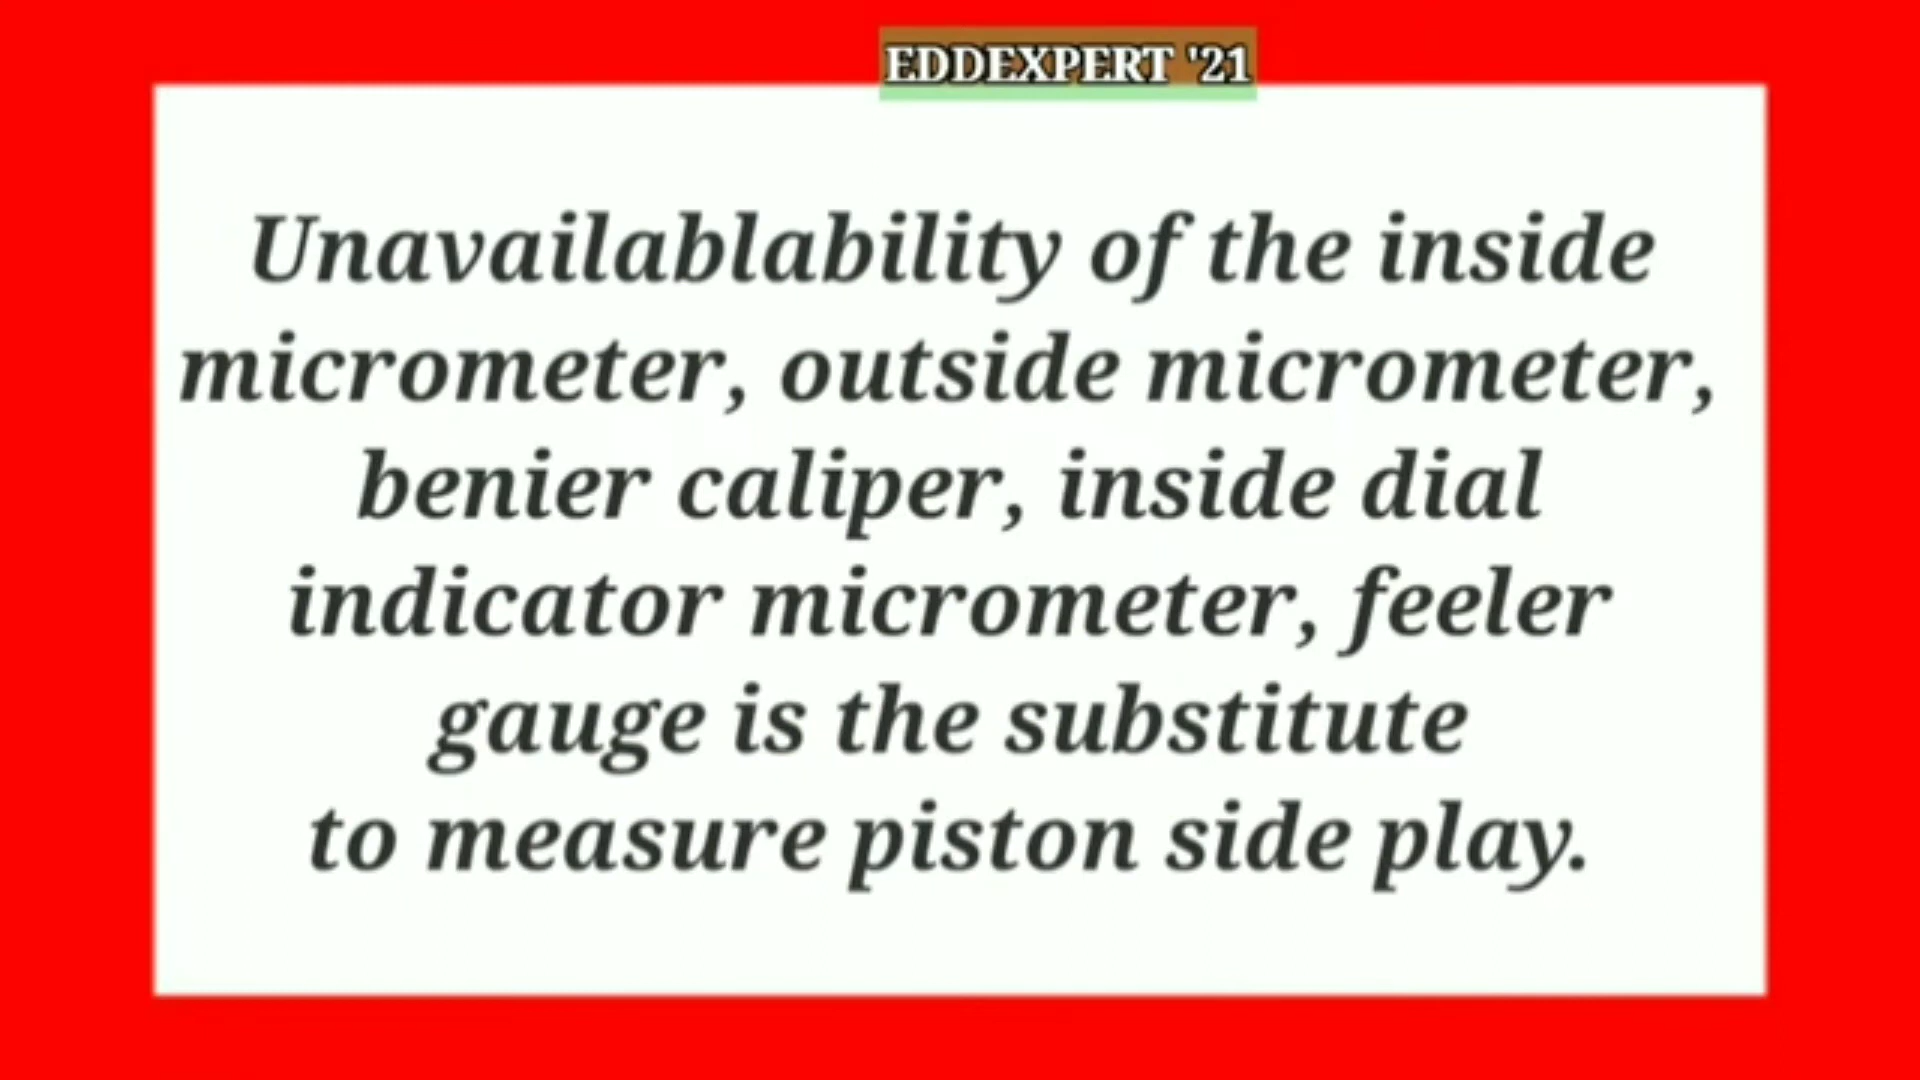 EDDEXPERT '21
Unavailablability of the inside
micrometer, outside micrometer,
benier caliper, inside dial
indicator micrometer, feeler
gauge is the substitute
to measure piston side play.